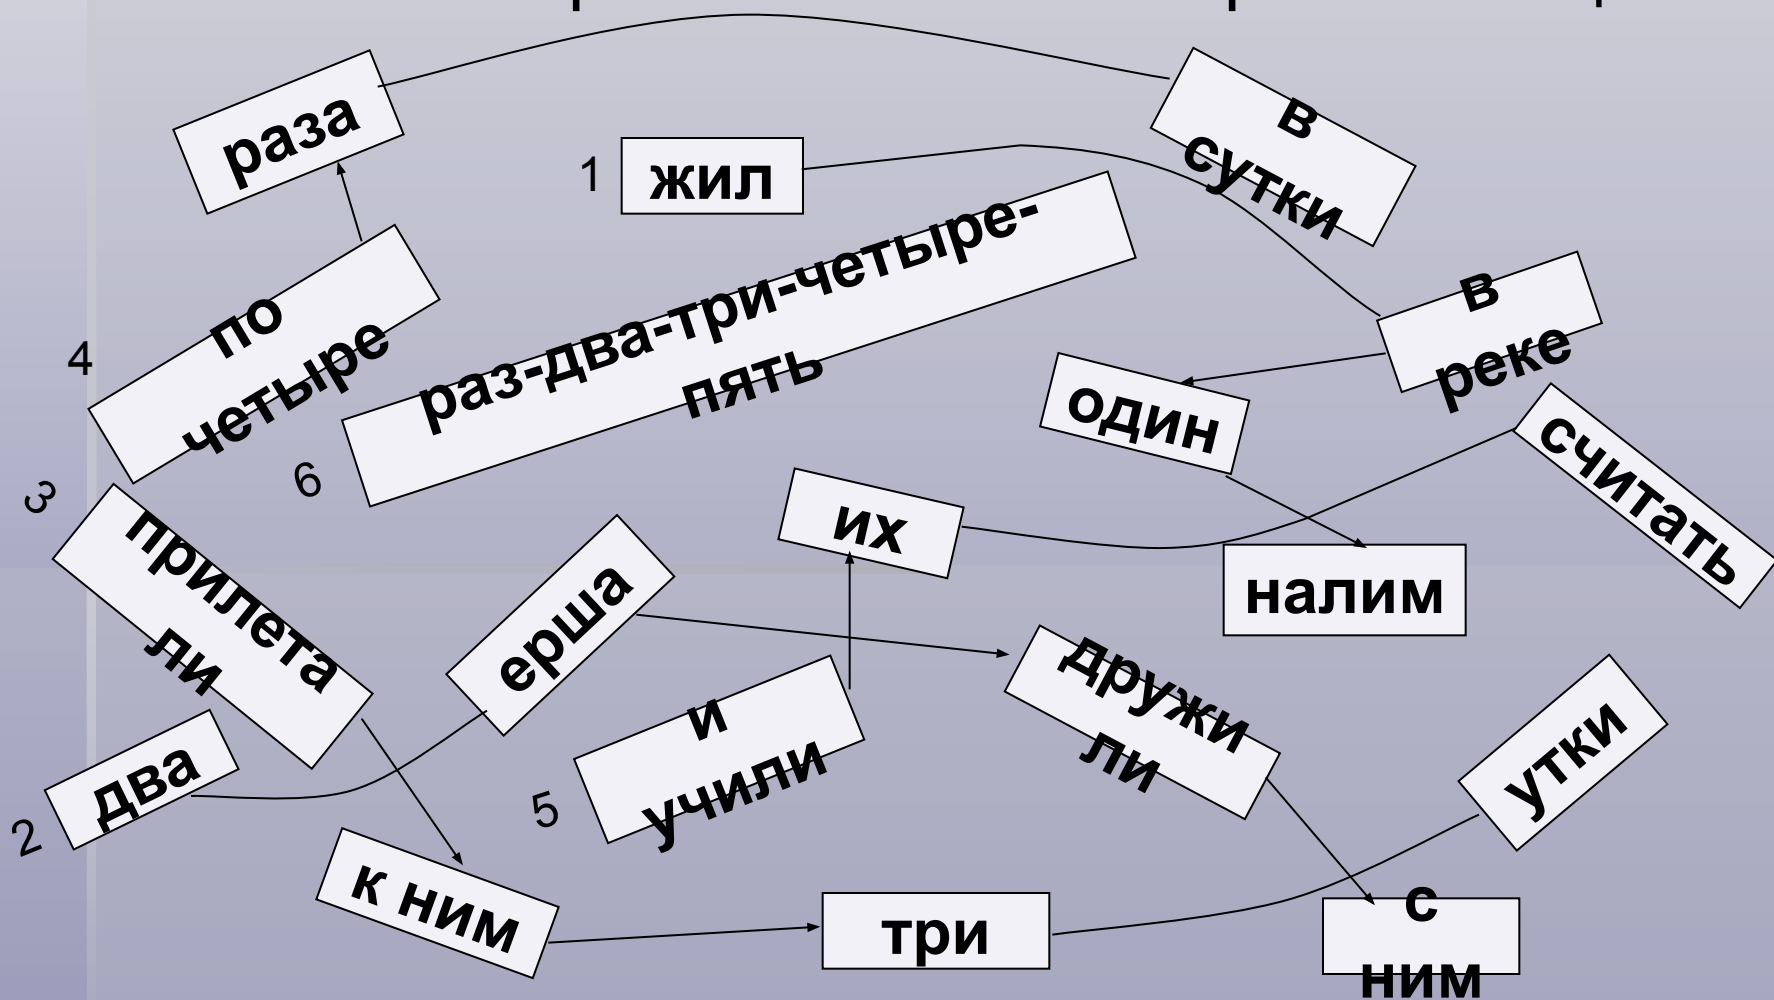 раза
1
жил
в
сутки
по
четыре
4
раз-два-три-четыре-
пять
6
в
реке
один
считать
3
прилета
ли
их
налим
ерша
дружи
ли
и
учили
5
утки
два
2
к ним
три
с
ним